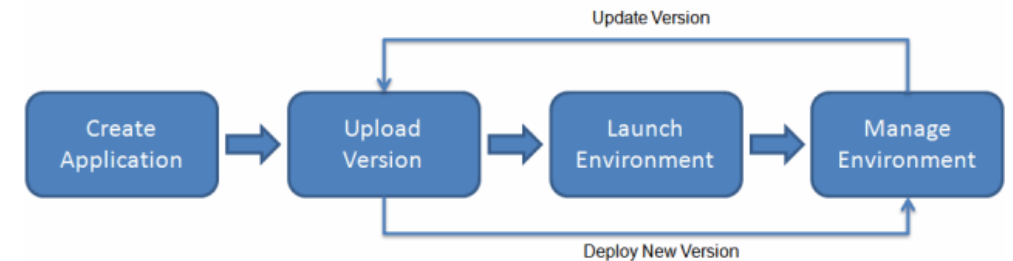 Update Version
Create
Application
Upload
Version
Launch
Environment
Manage
Environment
Deploy New Version